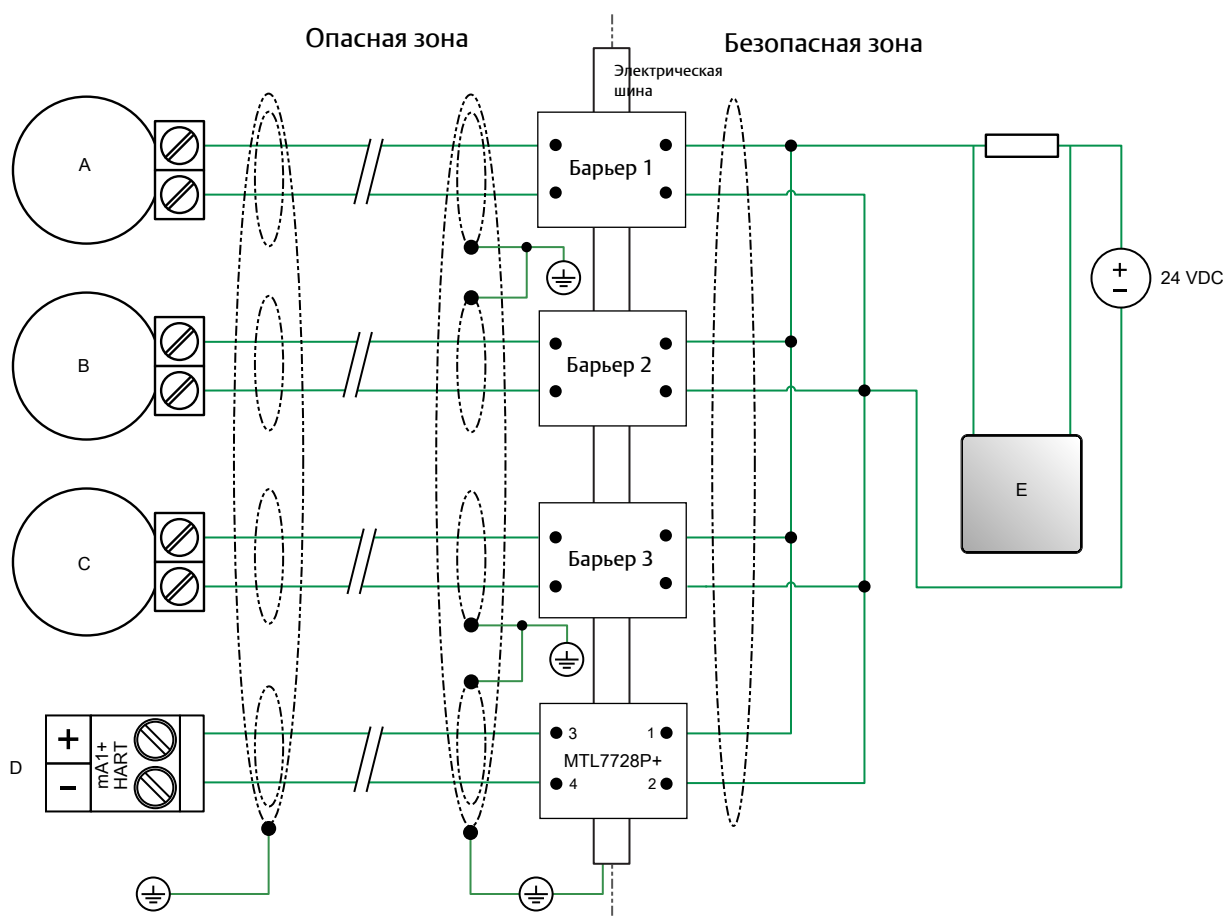 Опасная зона
Безопасная зона
Электрическая
шина
A
Барьер 1
+
−
24 VDC
B
Барьер 2
E
C
Барьер 3
D
+
−
mA1+
HART
3
1
MTL7728P+
4
2